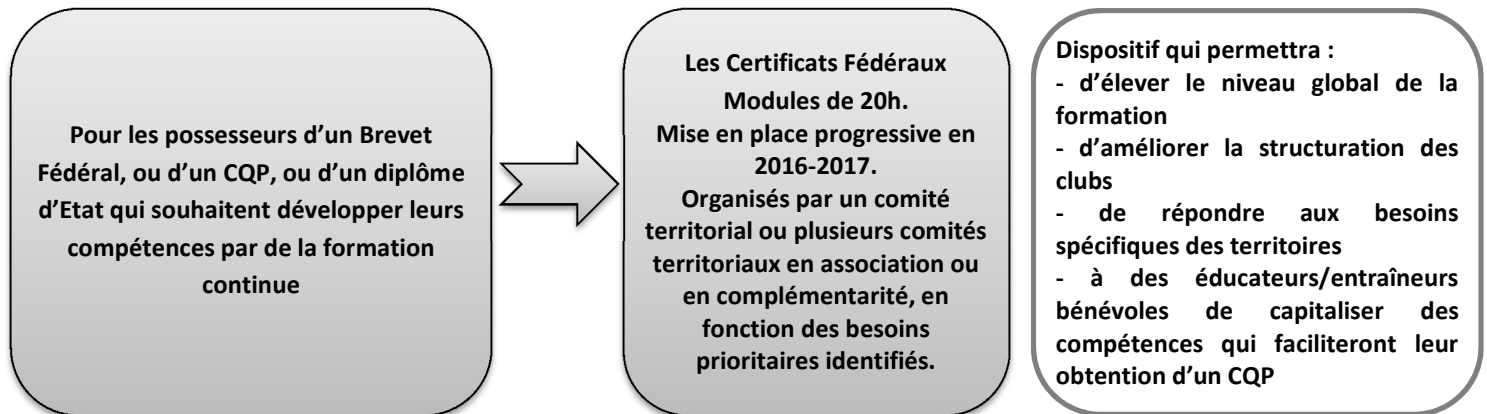 Pour les possesseurs d’un Brevet
Fédéral, ou d’un CQP, ou d’un diplôme
d’Etat qui souhaitent développer leurs
compétences par de la formation
continue
Les Certificats Fédéraux
Modules de 20h.
Mise en place progressive en
2016-2017.
Organisés par un comité
territorial ou plusieurs comités
territoriaux en association ou
en complémentarité, en
fonction des besoins
prioritaires identifiés.
Dispositif qui permettra :
- d’élever le niveau global de la
formation
- d’améliorer la structuration des
clubs
- de répondre aux besoins
spécifiques des territoires
- à des éducateurs/entraîneurs
bénévoles de capitaliser des
compétences qui faciliteront leur
obtention d’un CQP